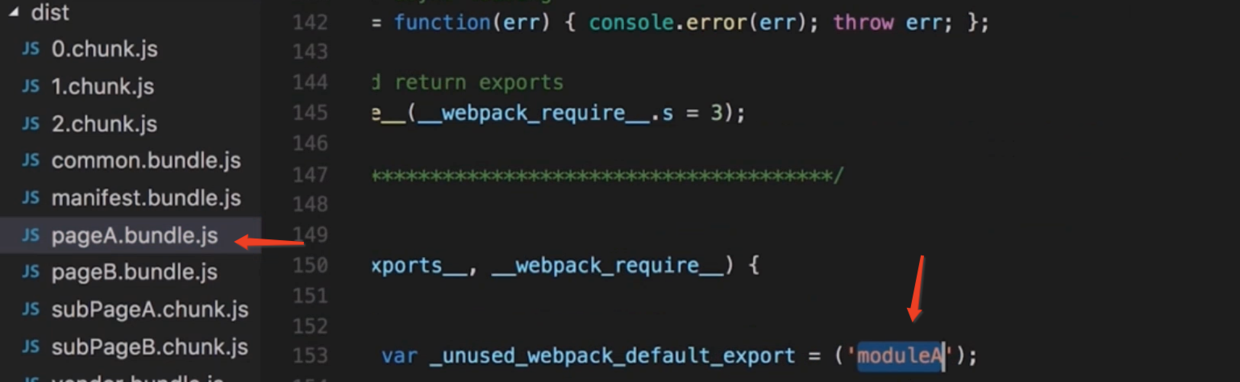 dist
JS 0.chunk.js
JS 1.chunk.js
JS 2.chunk.js
JS common.bundle.js
JS manifest.bundle.js
JS pageA.bundle.js
JS pageB.bundle.js
JS subPageA.chunk.js
JS subPageB.chunk.js
JS vendor.bundle.js
142 = function(err) { console.error(err); throw err; };
143
144 d return exports
145 e__(__webpack_require__.s = 3);
146
147 **************************************/
148
149
150 xports__, __webpack_require__) {
151
152
153 var _unused_webpack_default_export = ('moduleA');